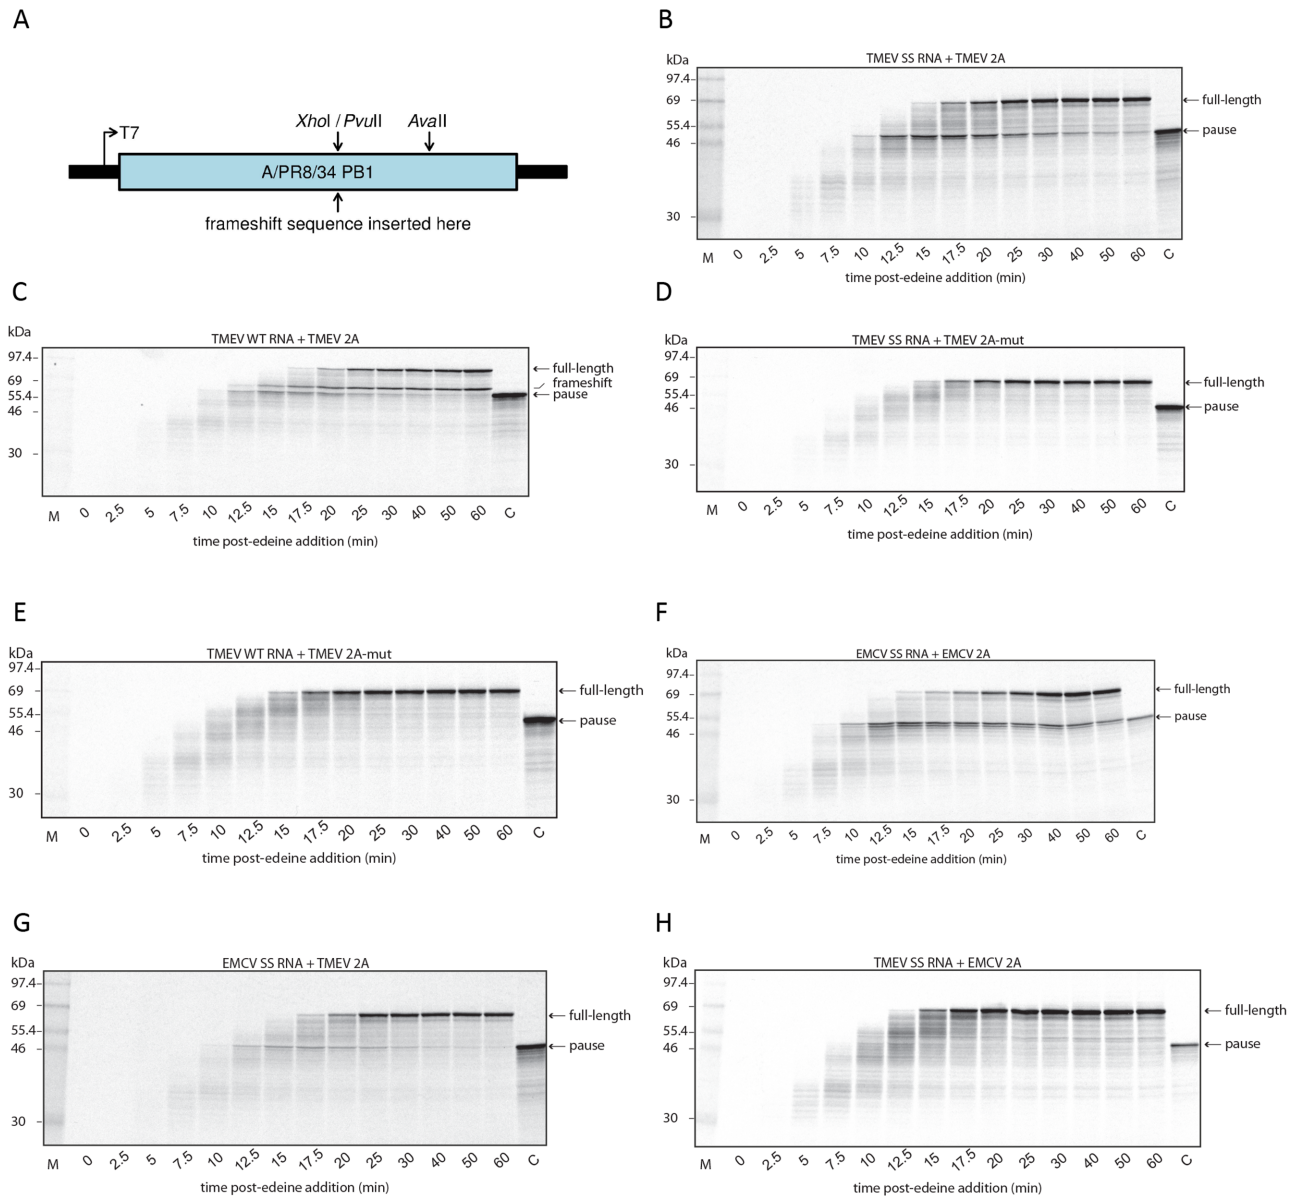 A
T7
XhoI / PvuII
AvaII
A/PR8/34 PB1
frameshift sequence inserted here
B
TMEV SS RNA + TMEV 2A
kDa
97.4
69
55.4
46
30
full-length
pause
M 0 2.5 5 7.5 10 12.5 15 17.5 20 25 30 40 50 60 C
time post-edeine addition (min)
C
TMEV WT RNA + TMEV 2A
kDa
97.4
69
55.4
46
30
full-length
frameshift
pause
M 0 2.5 5 7.5 10 12.5 15 17.5 20 25 30 40 50 60 C
time post-edeine addition (min)
D
TMEV SS RNA + TMEV 2A-mut
kDa
97.4
69
55.4
46
30
full-length
pause
M 0 2.5 5 7.5 10 12.5 15 17.5 20 25 30 40 50 60 C
time post-edeine addition (min)
E
TMEV WT RNA + TMEV 2A-mut
kDa
97.4
69
55.4
46
30
full-length
pause
M 0 2.5 5 7.5 10 12.5 15 17.5 20 25 30 40 50 60 C
time post-edeine addition (min)
F
EMCV SS RNA + EMCV 2A
kDa
97.4
69
55.4
46
30
full-length
pause
M 0 2.5 5 7.5 10 12.5 15 17.5 20 25 30 40 50 60 C
time post-edeine addition (min)
G
EMCV SS RNA + TMEV 2A
kDa
97.4
69
55.4
46
30
full-length
pause
M 0 2.5 5 7.5 10 12.5 15 17.5 20 25 30 40 50 60 C
time post-edeine addition (min)
H
TMEV SS RNA + EMCV 2A
kDa
97.4
69
55.4
46
30
full-length
pause
M 0 2.5 5 7.5 10 12.5 15 17.5 20 25 30 40 50 60 C
time post-edeine addition (min)